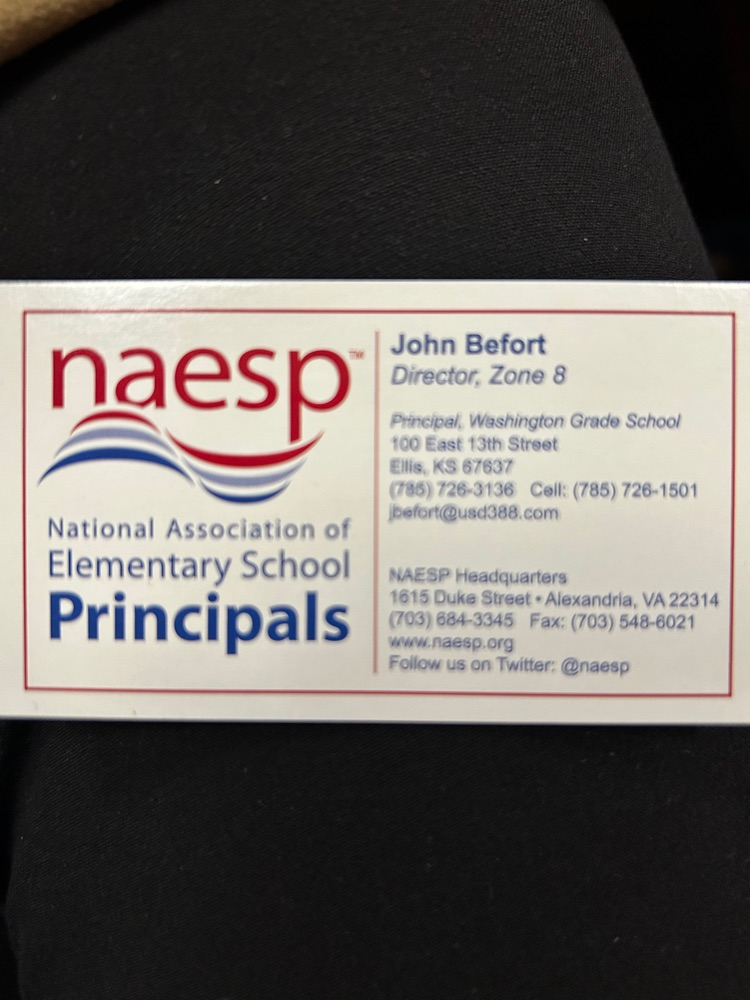 naesp™
National Association of
Elementary School
Principals
John Befort
Director, Zone 8
Principal, Washington Grade School
100 East 13th Street
Ellis, KS 67637
(785) 726-3136 Cell: (785) 726-1501
jbefort@usd388.com
NAESP Headquarters
1615 Duke Street • Alexandria, VA 22314
(703) 684-3345 Fax: (703) 548-6021
www.naesp.org
Follow us on Twitter: @naesp